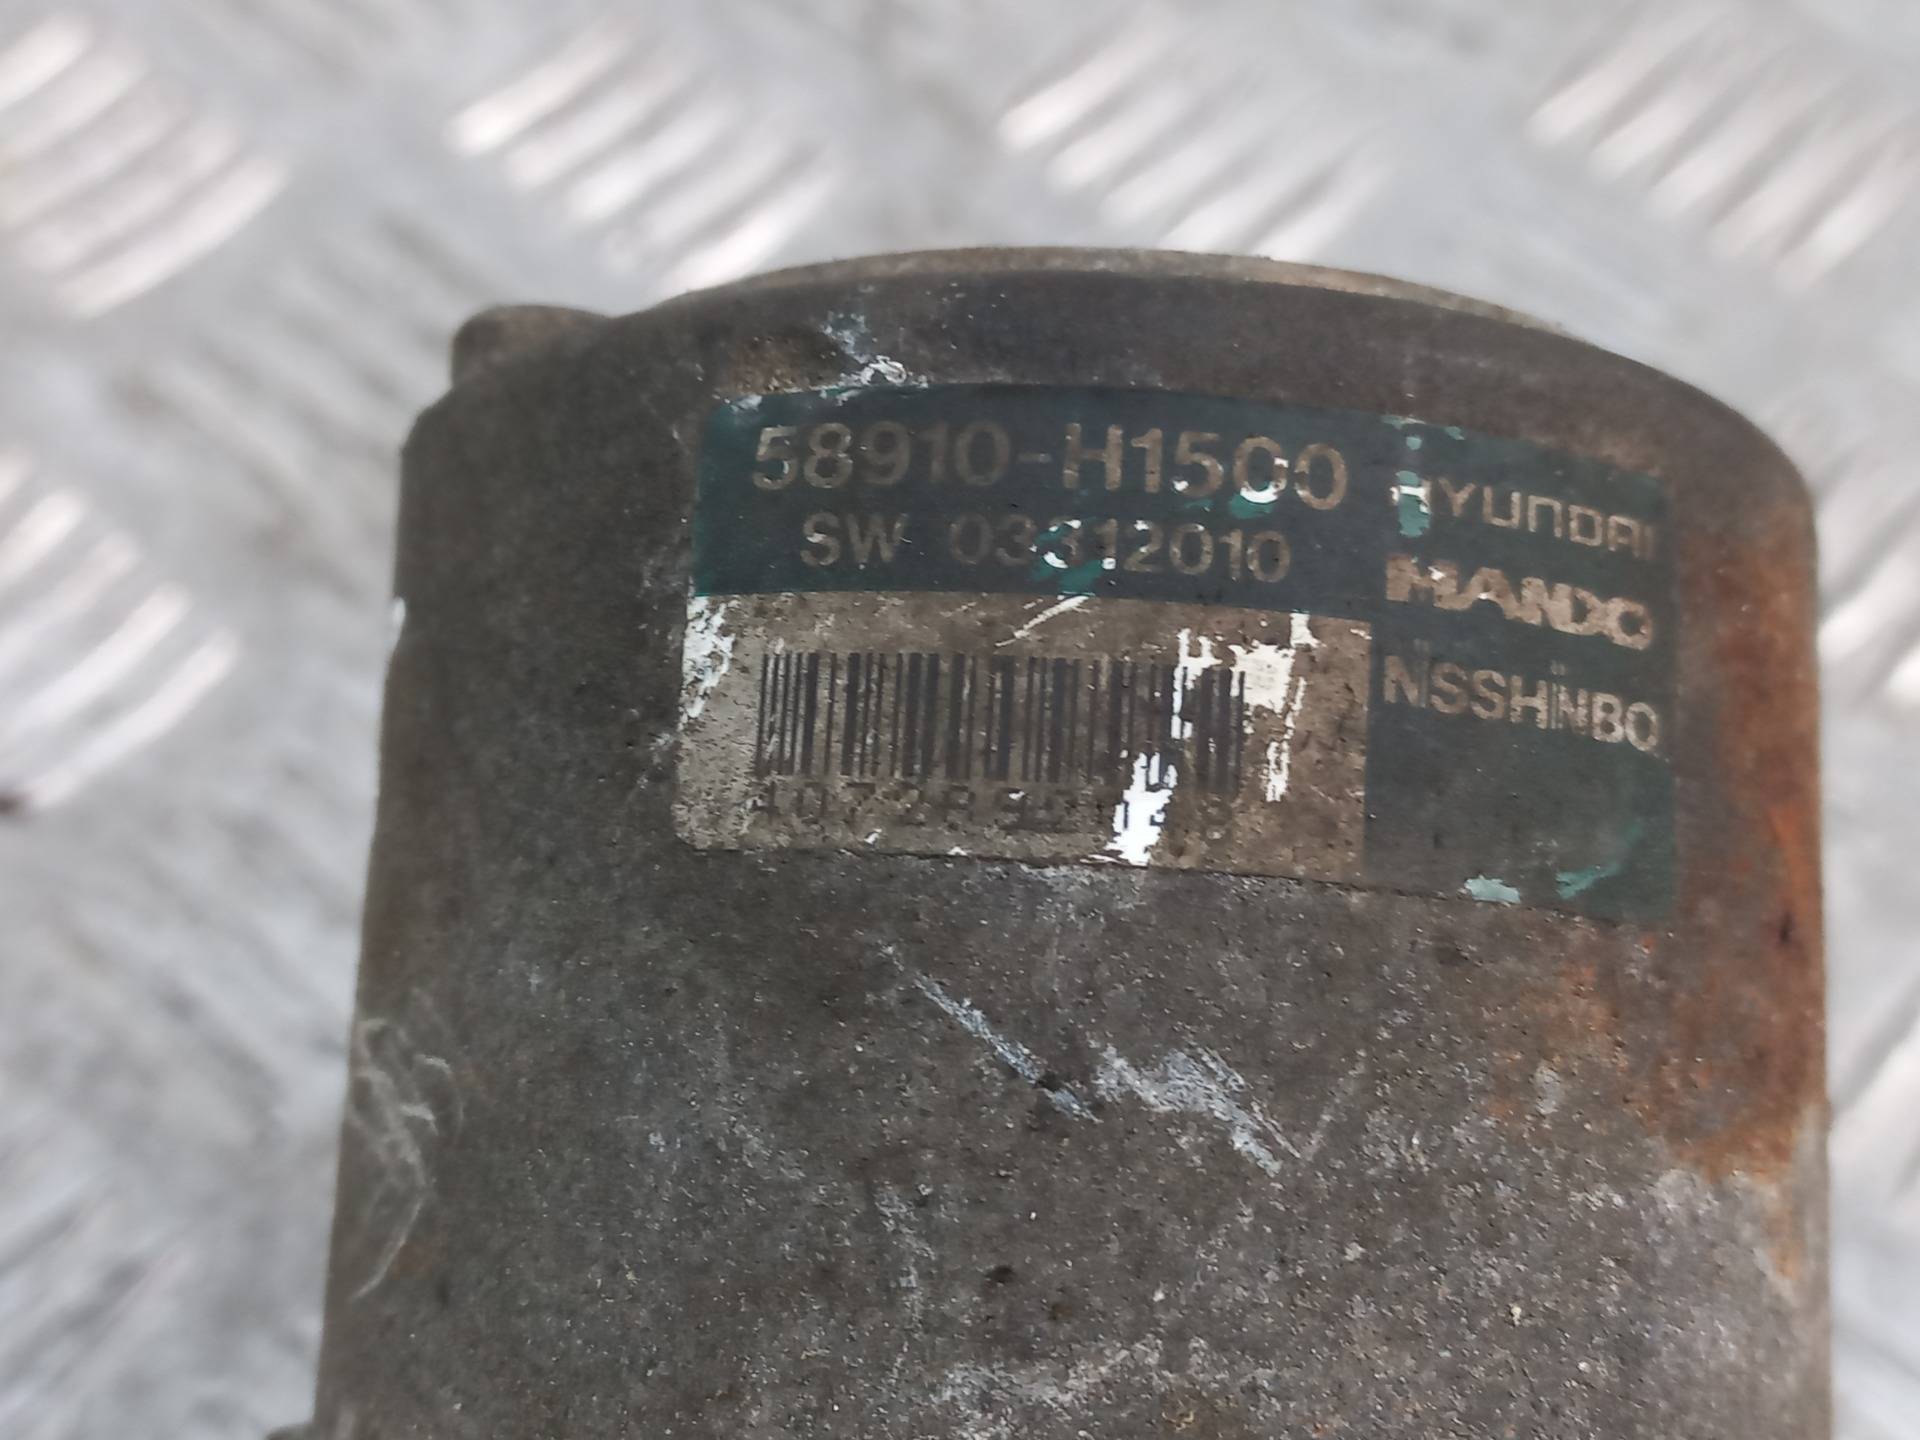 58910-H1500
SW 03312010
HYUNDAI
MANDO
NISSHINBO